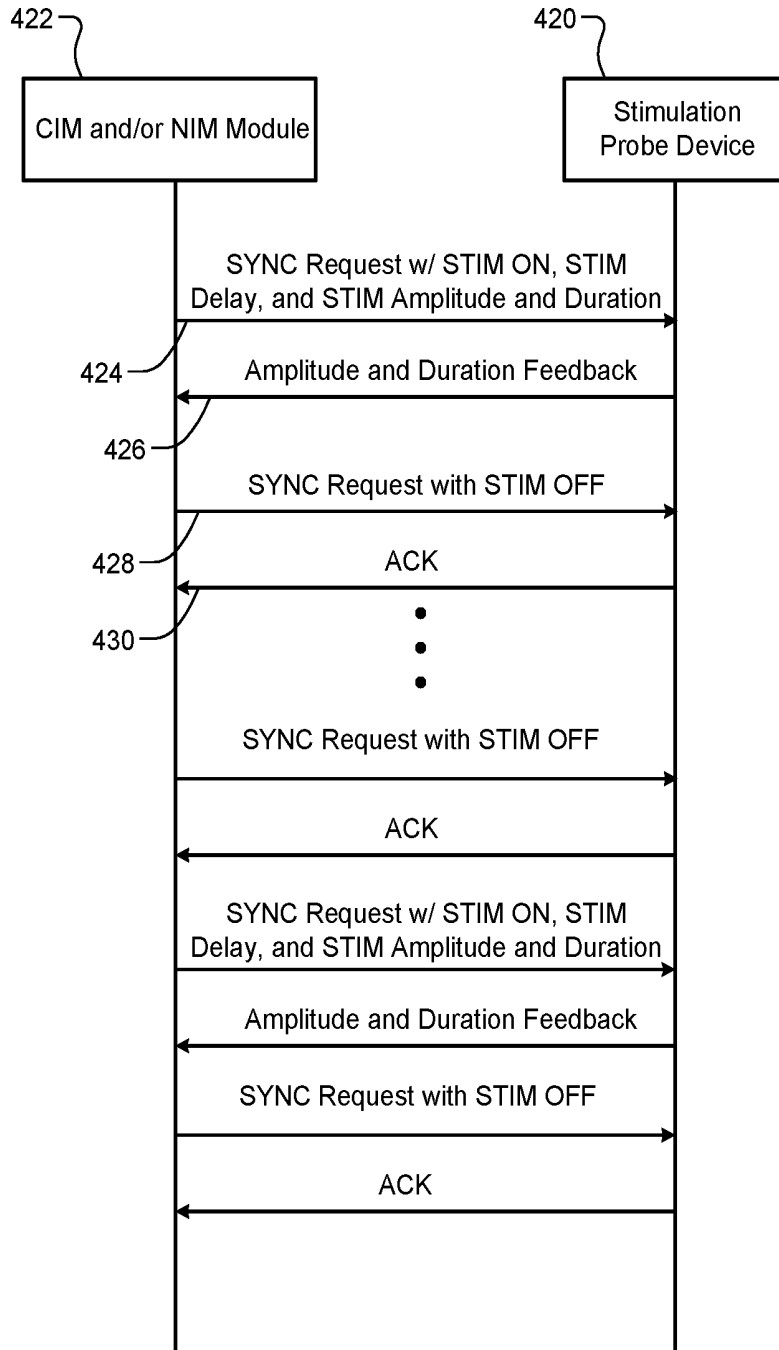 422
420
CIM and/or NIM Module
Stimulation
Probe Device
SYNC Request w/ STIM ON, STIM
Delay, and STIM Amplitude and Duration
424
Amplitude and Duration Feedback
426
SYNC Request with STIM OFF
428
ACK
430
SYNC Request with STIM OFF
ACK
SYNC Request w/ STIM ON, STIM
Delay, and STIM Amplitude and Duration
Amplitude and Duration Feedback
SYNC Request with STIM OFF
ACK